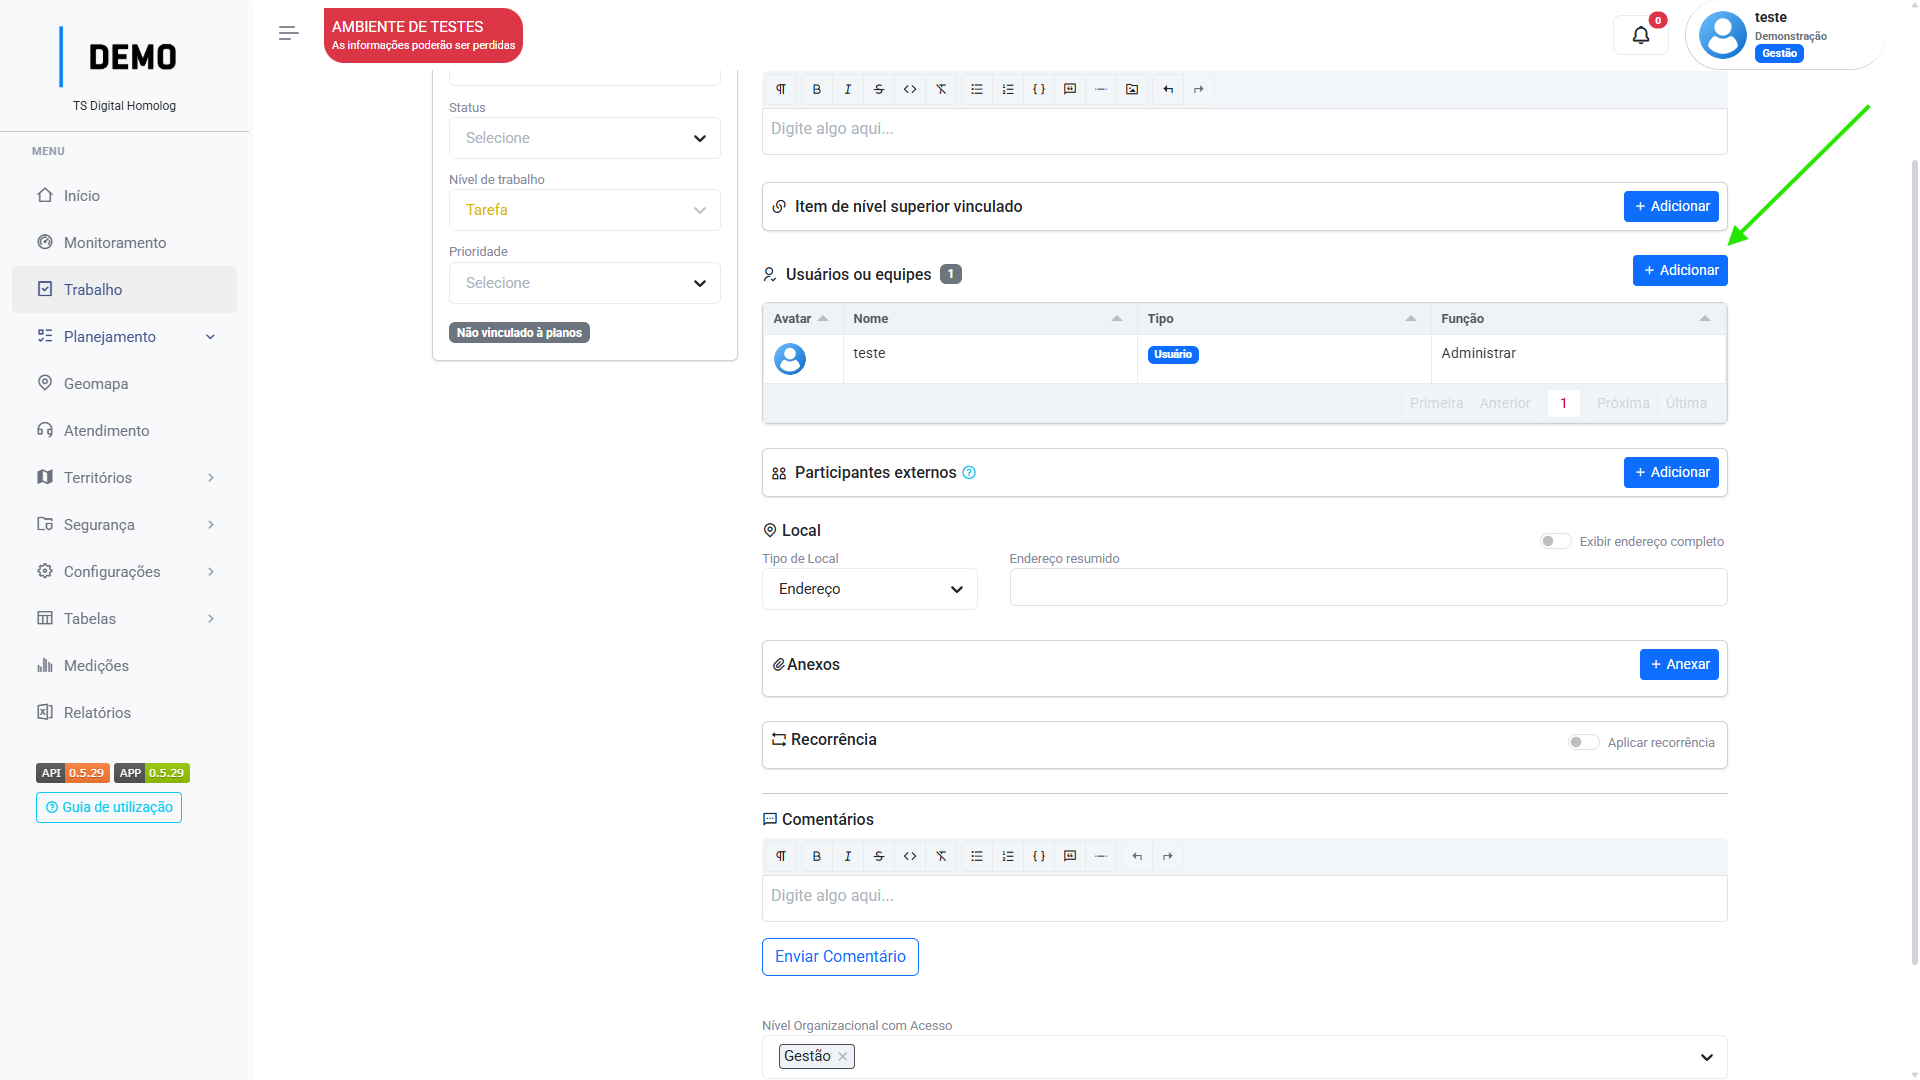 DEMO
TS Digital Homolog
MENU
Início
Monitoramento
Trabalho
Planejamento
Geomapa
Atendimento
Territórios
Segurança
Configurações
Tabelas
Medições
Relatórios
API 0.5.29 APP 0.5.29
Guia de utilização
AMBIENTE DE TESTES
As informações poderão ser perdidas
0
teste
Demonstração
Gestão
Status
Selecione
Nível de trabalho
Tarefa
Prioridade
Selecione
Não vinculado à planos
Digite algo aqui...
Item de nível superior vinculado
+ Adicionar
Usuários ou equipes 1
+ Adicionar
Avatar Nome Tipo Função
teste Usuário Administrar
Primeira Anterior 1 Próxima Última
Participantes externos
+ Adicionar
Local
Exibir endereço completo
Tipo de Local Endereço resumido
Endereço
Anexos
+ Anexar
Recorrência
Aplicar recorrência
Comentários
Digite algo aqui...
Enviar Comentário
Nível Organizacional com Acesso
Gestão ×